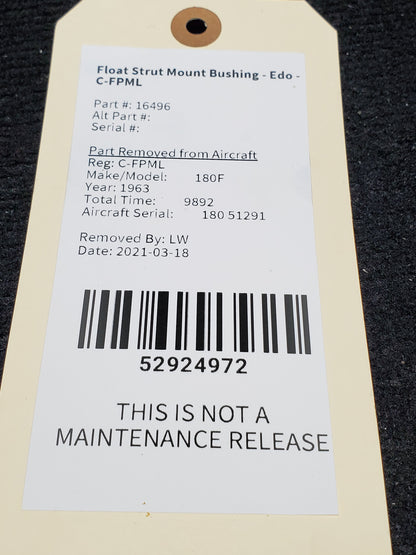 Float Strut Mount Bushing - Edo -
C-FPML
Part #: 16496
Alt Part #:
Serial #:
Part Removed from Aircraft
Reg: C-FPML
Make/Model: 180F
Year: 1963
Total Time: 9892
Aircraft Serial: 180 51291
Removed By: LW
Date: 2021-03-18
52924972
THIS IS NOT A
MAINTENANCE RELEASE